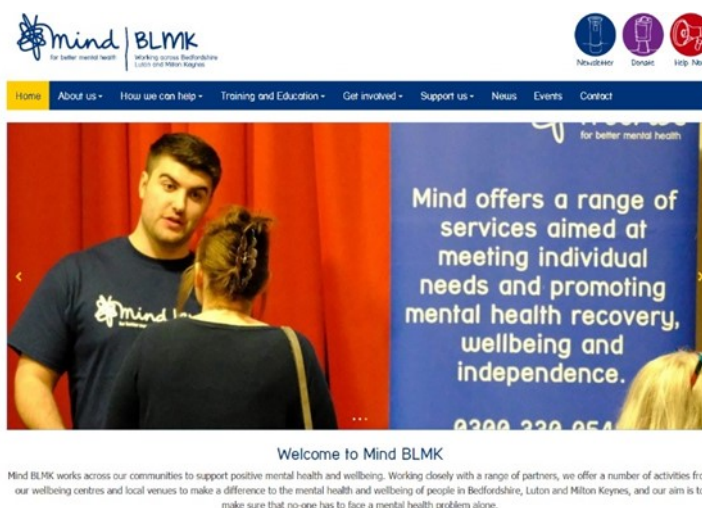 mind BLMK
for better mental health
Working across Bedfordshire
Luton and Milton Keynes
Newsletter Donate Help
Home About us How we can help Training and Education Get involved Support us News Events Contact
for better mental health
Mind offers a range of
services aimed at
meeting individual
needs and promoting
mental health recovery,
wellbeing and
independence.
0300 330
mind
for better
Welcome to Mind BLMK
Mind BLMK works across our communities to support positive mental health and wellbeing. Working closely with a range of partners, we offer a number of activities
our wellbeing centres and local venues to make a difference to the mental health and wellbeing of people in Bedfordshire, Luton and Milton Keynes, and our aim is to
make sure that no-one has to face a mental health problem alone.